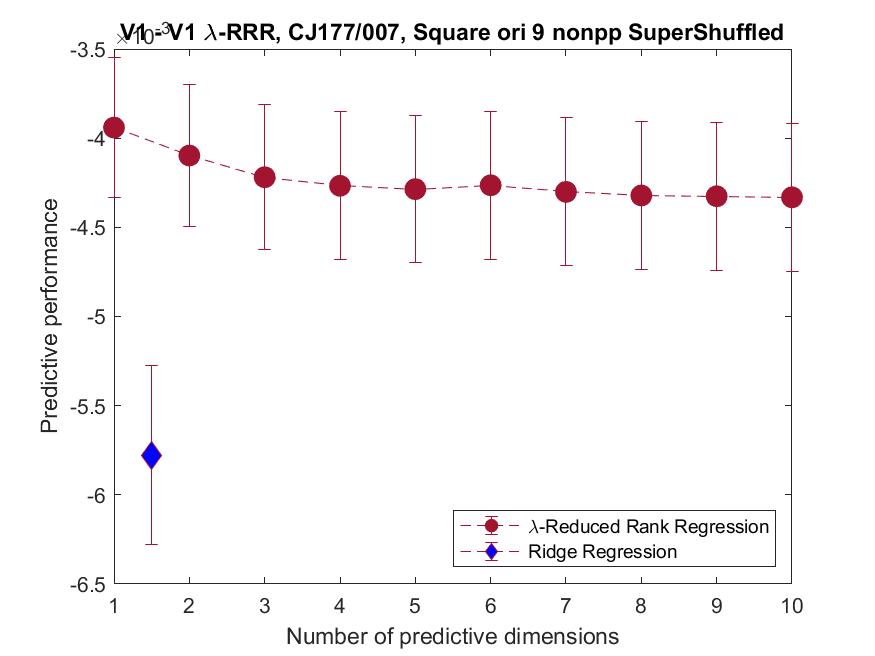 V1 - V1 λ-RRR, CJ177/007, Square ori 9 nonpp SuperShuffled
×10-3
-3.5
-4
-4.5
-5
-5.5
-6
-6.5
Predictive performance
λ-Reduced Rank Regression
Ridge Regression
1 2 3 4 5 6 7 8 9 10
Number of predictive dimensions